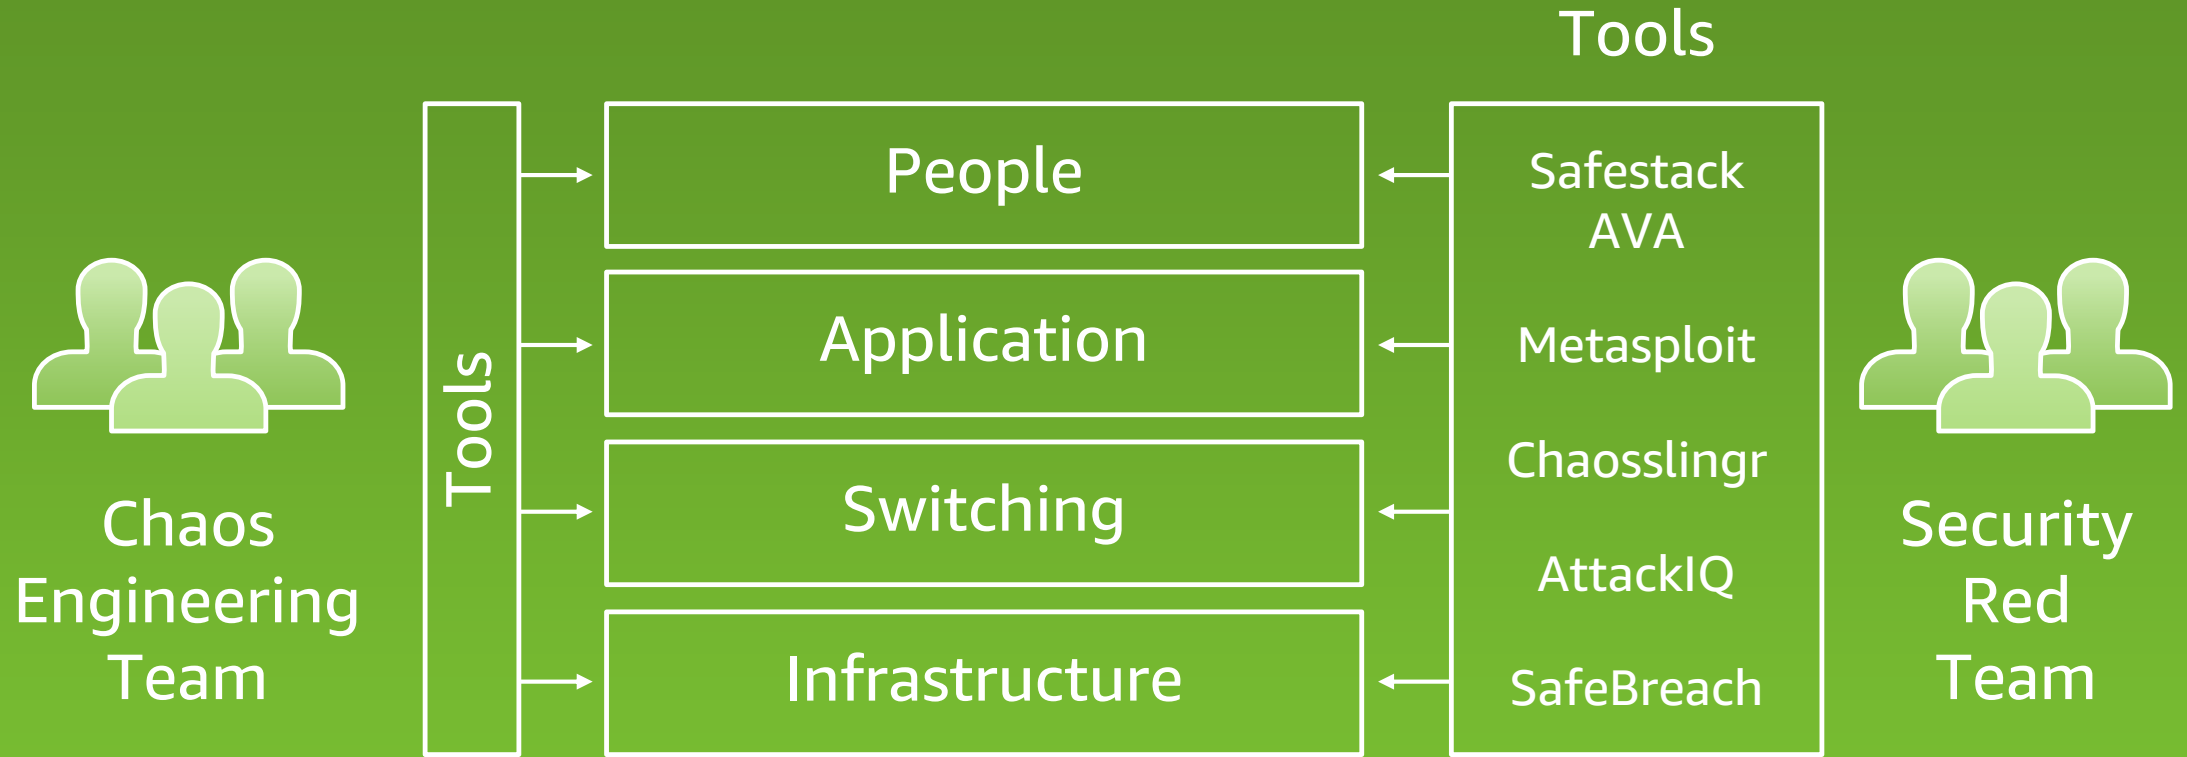 Tools
People
Application
Switching
Infrastructure
Tools
Safestack
AVA
Metasploit
Chaosslingr
AttackIQ
SafeBreach
Chaos
Engineering
Team
Security
Red
Team